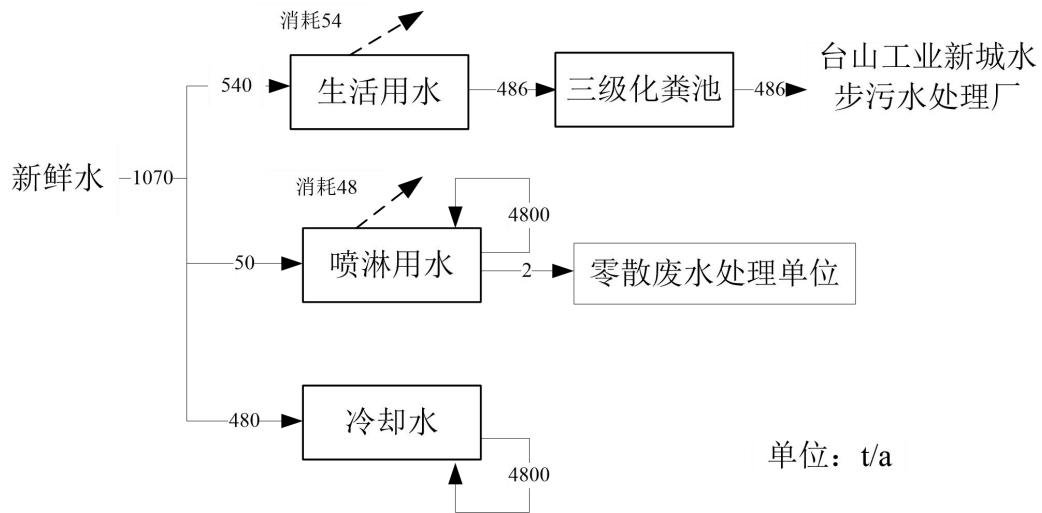 消耗54
540
生活用水
486
三级化粪池
486
台山工业新城水
步污水处理厂
新鲜水
1070
消耗48
4800
50
喷淋用水
2
零散废水处理单位
480
冷却水
4800
单位：t/a